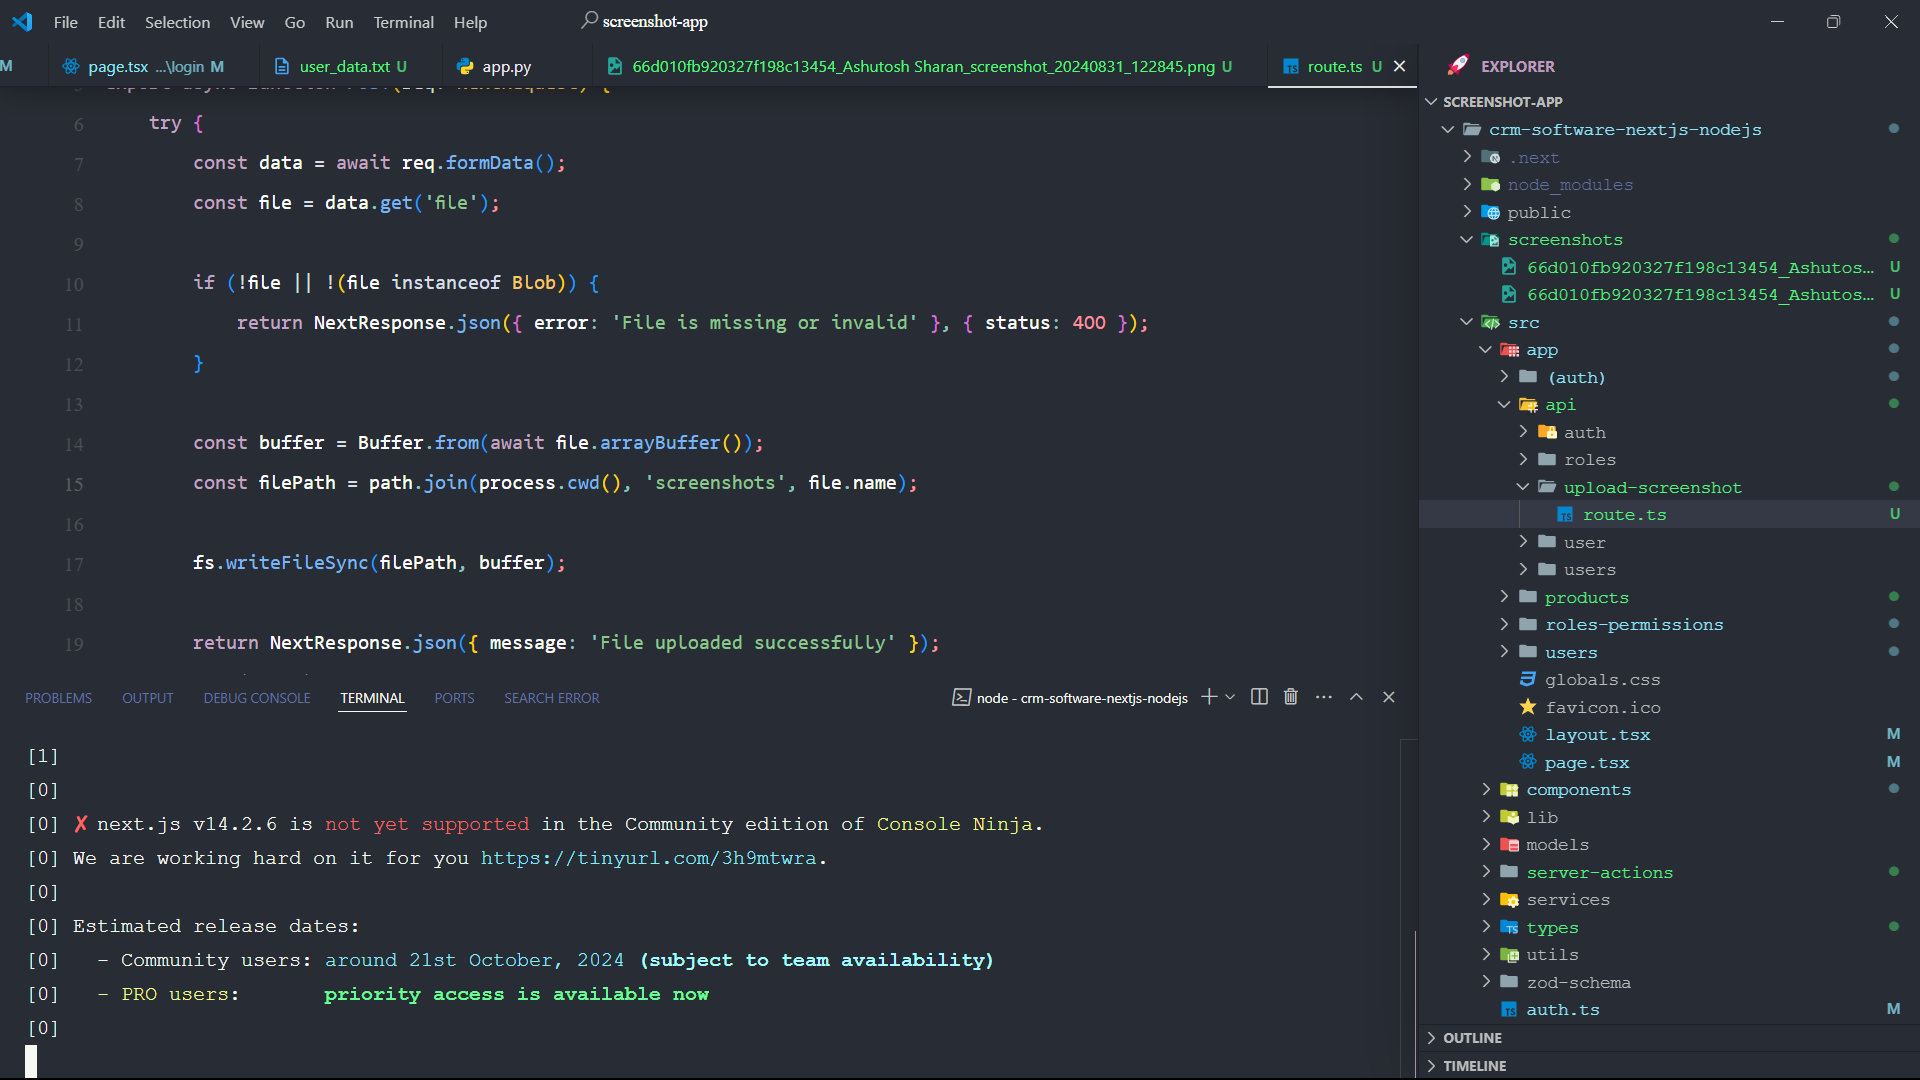 File Edit Selection View Go Run Terminal Help screenshot-app
M page.tsx ...\login M user_data.txt U app.py 66d010fb920327f198c13454_Ashutosh Sharan_screenshot_20240831_122845.png U route.ts U
6 try {
7 const data = await req.formData();
8 const file = data.get('file');
9
10 if (!file || !(file instanceof Blob)) {
11 return NextResponse.json({ error: 'File is missing or invalid' }, { status: 400 });
12 }
13
14 const buffer = Buffer.from(await file.arrayBuffer());
15 const filePath = path.join(process.cwd(), 'screenshots', file.name);
16
17 fs.writeFileSync(filePath, buffer);
18
19 return NextResponse.json({ message: 'File uploaded successfully' });
PROBLEMS OUTPUT DEBUG CONSOLE TERMINAL PORTS SEARCH ERROR node - crm-software-nextjs-nodejs
[1]
[0]
[0] ✗ next.js v14.2.6 is not yet supported in the Community edition of Console Ninja.
[0] We are working hard on it for you https://tinyurl.com/3h9mtwra.
[0]
[0] Estimated release dates:
[0] - Community users: around 21st October, 2024 (subject to team availability)
[0] - PRO users: priority access is available now
[0]
EXPLORER
SCREENSHOT-APP
crm-software-nextjs-nodejs
.next
node_modules
public
screenshots
66d010fb920327f198c13454_Ashutos... U
66d010fb920327f198c13454_Ashutos... U
src
app
(auth)
api
auth
roles
upload-screenshot
route.ts U
user
users
products
roles-permissions
users
globals.css
favicon.ico
layout.tsx M
page.tsx M
components
lib
models
server-actions
services
types
utils
zod-schema
auth.ts M
OUTLINE
TIMELINE